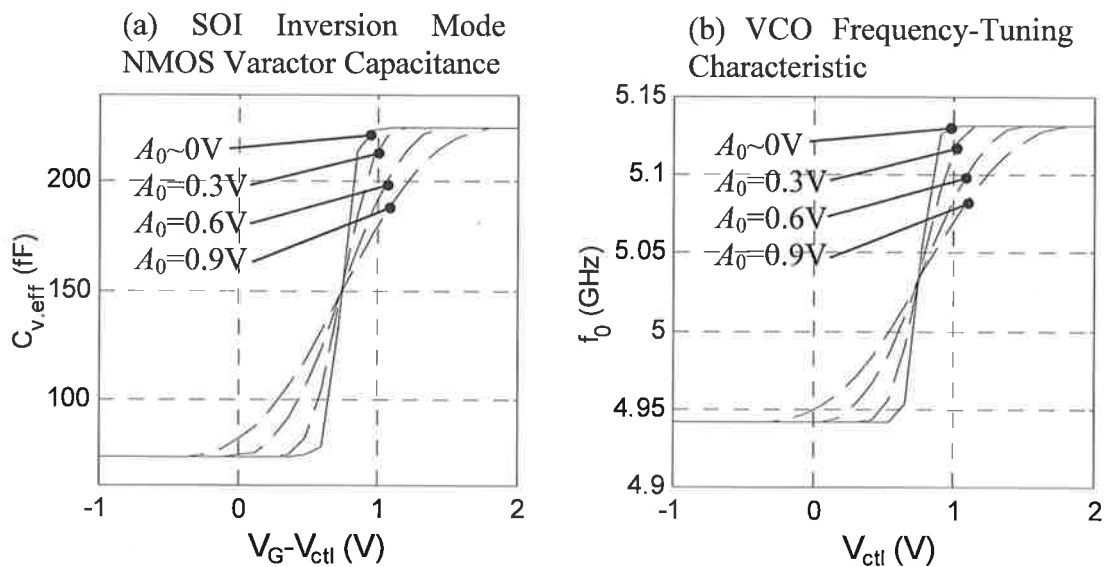 (a) SOI Inversion Mode
NMOS Varactor Capacitance
C_v.eff (fF)
200
150
100
A₀~0V
A₀=0.3V
A₀=0.6V
A₀=0.9V
-1 0 1 2
V_G-V_ctl (V)
(b) VCO Frequency-Tuning
Characteristic
f₀ (GHz)
5.15
5.1
5.05
5
4.95
4.9
A₀~0V
A₀=0.3V
A₀=0.6V
A₀=0.9V
-1 0 1 2
V_ctl (V)